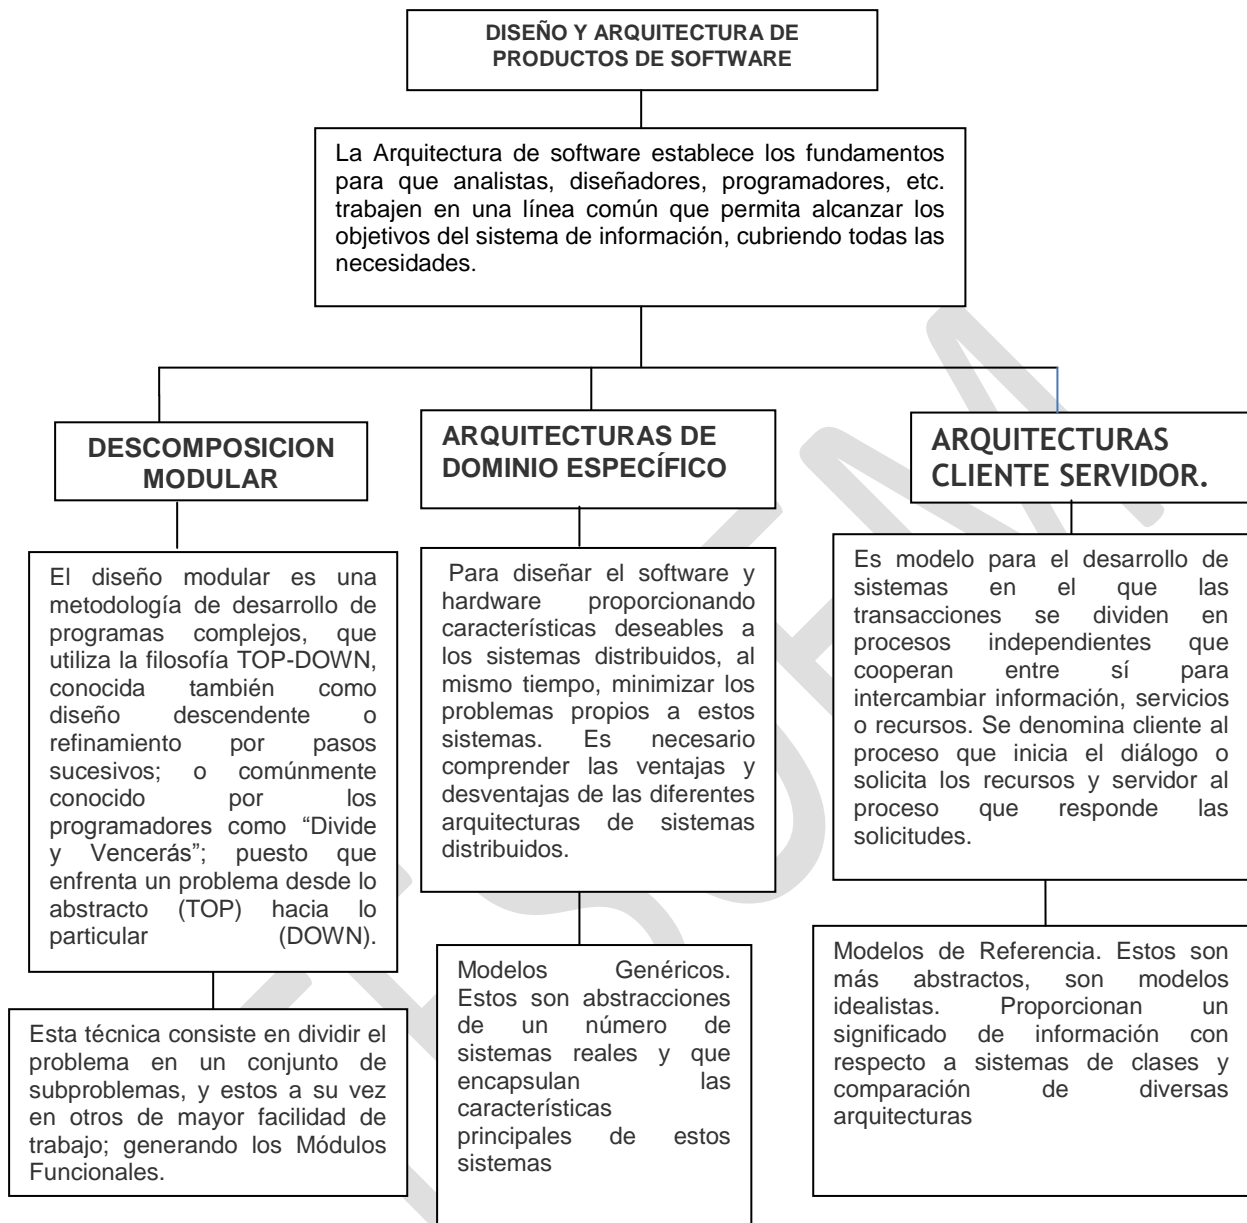 DISEÑO Y ARQUITECTURA DE
PRODUCTOS DE SOFTWARE
La Arquitectura de software establece los fundamentos
para que analistas, diseñadores, programadores, etc.
trabajen en una línea común que permita alcanzar los
objetivos del sistema de información, cubriendo todas las
necesidades.
DESCOMPOSICION
MODULAR
El diseño modular es una
metodología de desarrollo de
programas complejos, que
utiliza la filosofía TOP-DOWN,
conocida también como
diseño descendente o
refinamiento por pasos
sucesivos; o comúnmente
conocido por los
programadores como “Divide
y Vencerás”; puesto que
enfrenta un problema desde lo
abstracto (TOP) hacia lo
particular (DOWN).
Esta técnica consiste en dividir el
problema en un conjunto de
subproblemas, y estos a su vez
en otros de mayor facilidad de
trabajo; generando los Módulos
Funcionales.
ARQUITECTURAS DE
DOMINIO ESPECÍFICO
Para diseñar el software y
hardware proporcionando
características deseables a
los sistemas distribuidos, al
mismo tiempo, minimizar los
problemas propios a estos
sistemas. Es necesario
comprender las ventajas y
desventajas de las diferentes
arquitecturas de sistemas
distribuidos.
Modelos Genéricos.
Estos son abstracciones
de un número de
sistemas reales y que
encapsulan las
características
principales de estos
sistemas
ARQUITECTURAS
CLIENTE SERVIDOR.
Es modelo para el desarrollo de
sistemas en el que las
transacciones se dividen en
procesos independientes que
cooperan entre sí para
intercambiar información, servicios
o recursos. Se denomina cliente al
proceso que inicia el diálogo o
solicita los recursos y servidor al
proceso que responde las
solicitudes.
Modelos de Referencia. Estos son
más abstractos, son modelos
idealistas. Proporcionan un
significado de información con
respecto a sistemas de clases y
comparación de diversas
arquitecturas